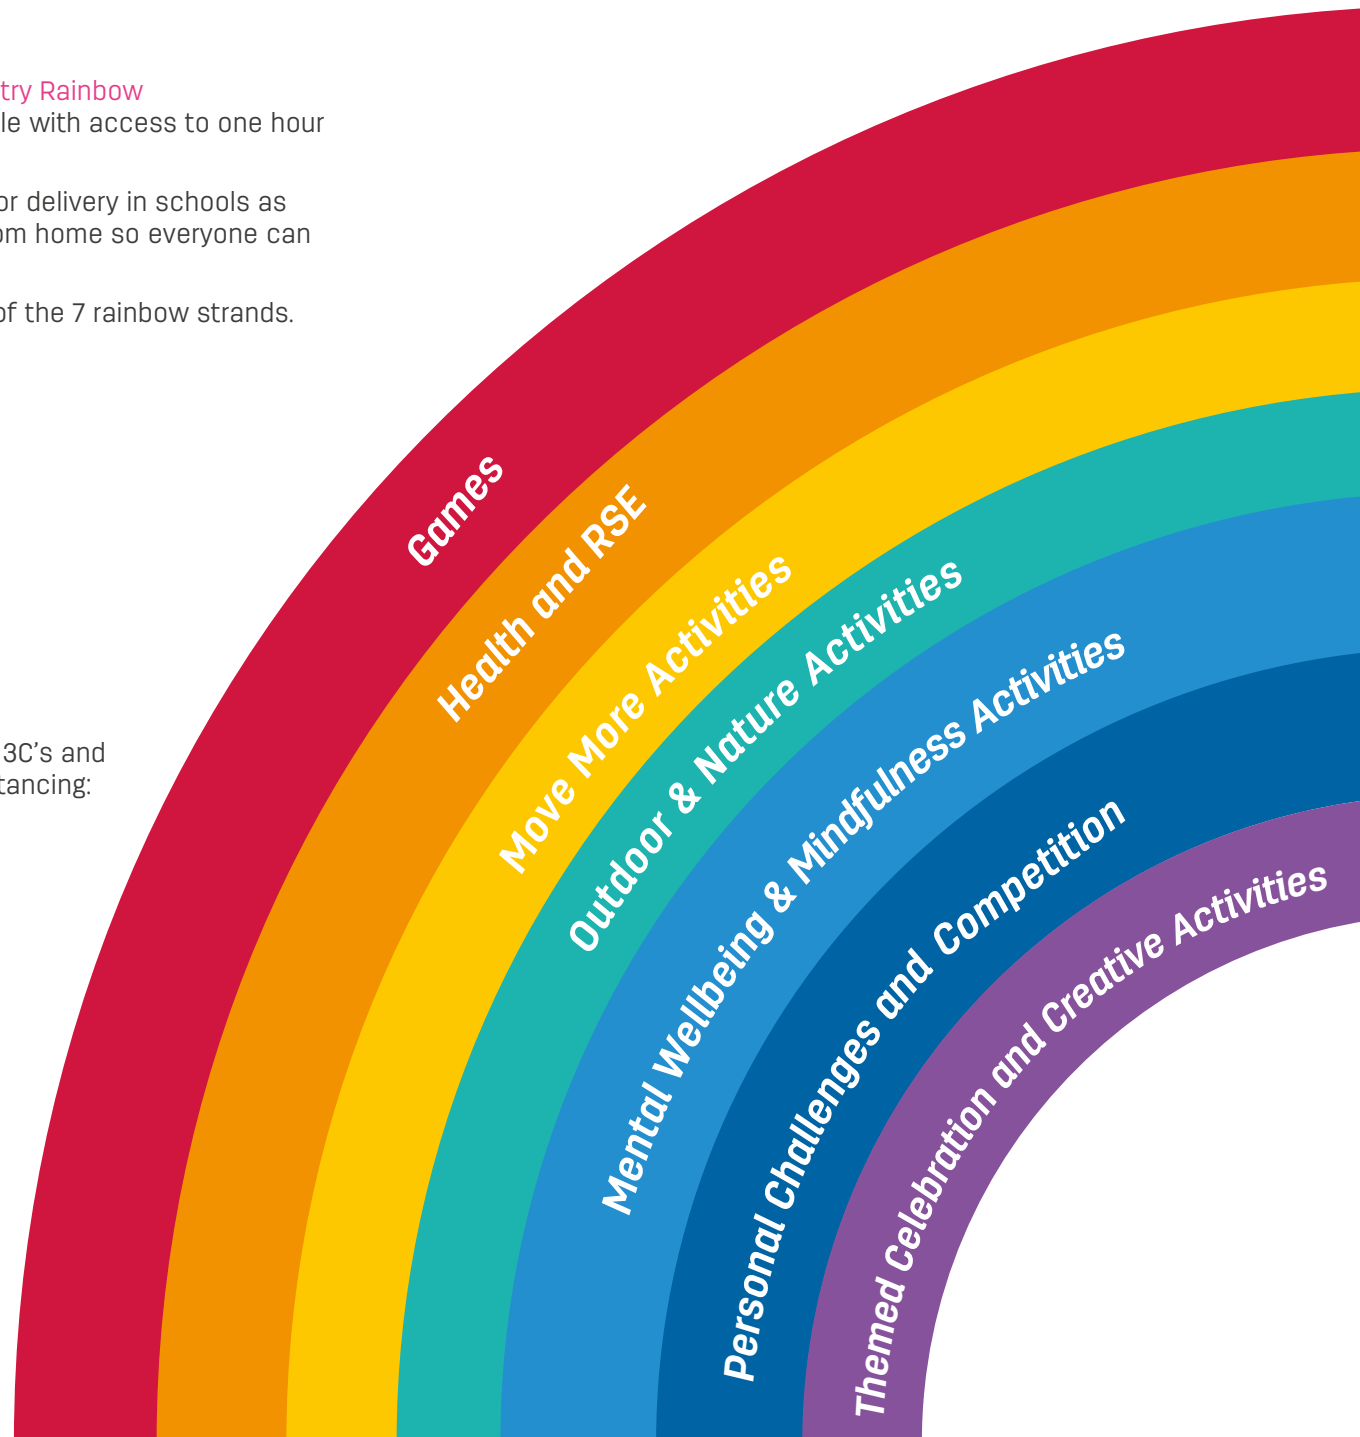 try Rainbow
le with access to one hour
or delivery in schools as
om home so everyone can
of the 7 rainbow strands.
3C's and
tancing:
Games
Health and RSE
Move More Activities
Outdoor & Nature Activities
Mental Wellbeing & Mindfulness Activities
Personal Challenges and Competition
Themed Celebration and Creative Activities